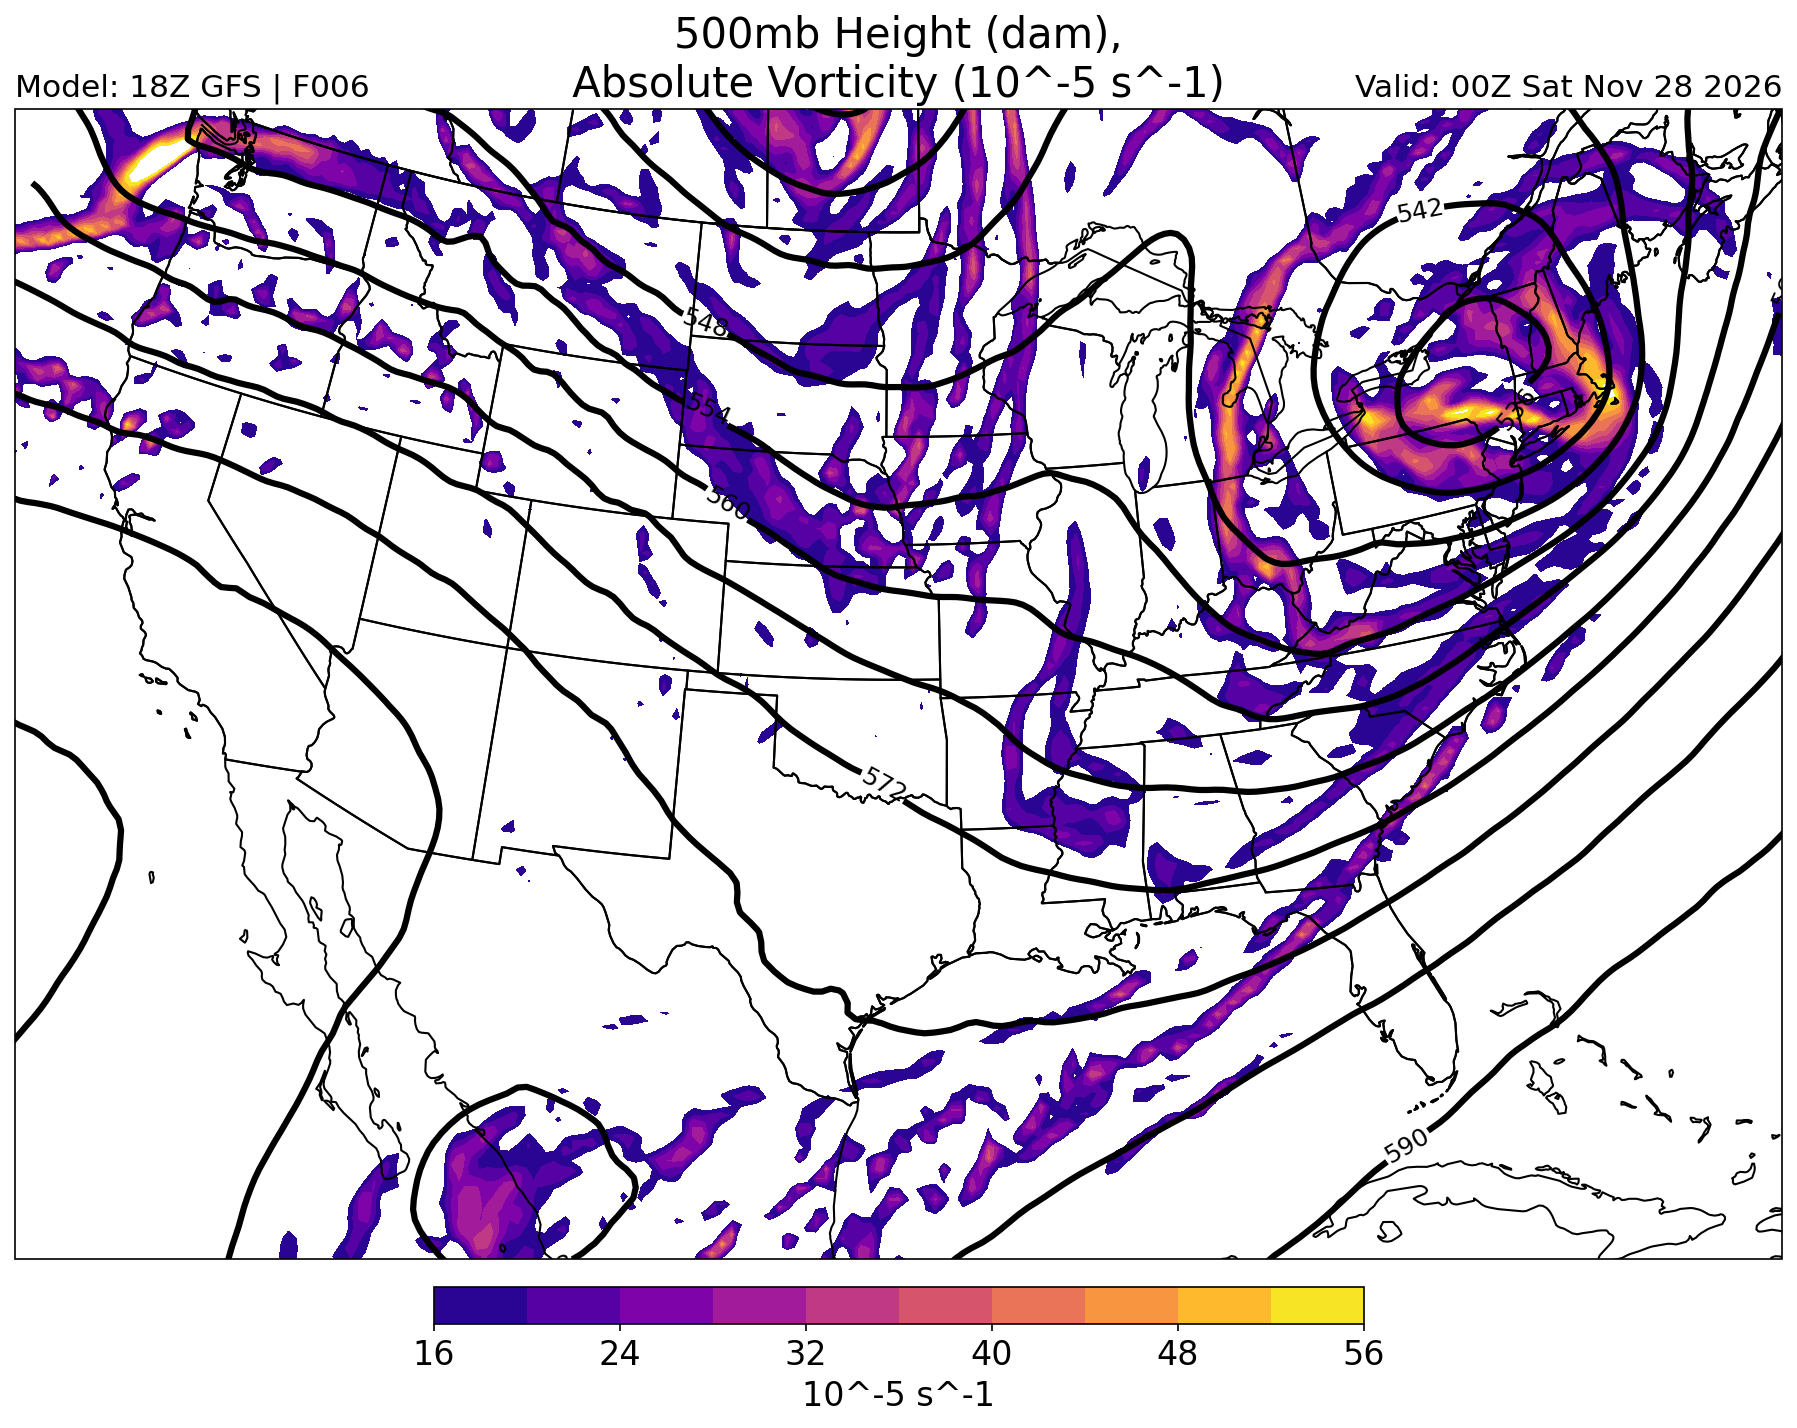 500mb Height (dam),
Model: 18Z GFS | F006
Absolute Vorticity (10^-5 s^-1)
Valid: 00Z Sat Nov 28 2026
542
548
554
536
560
572
590
16 24 32 40 48 56
10^-5 s^-1